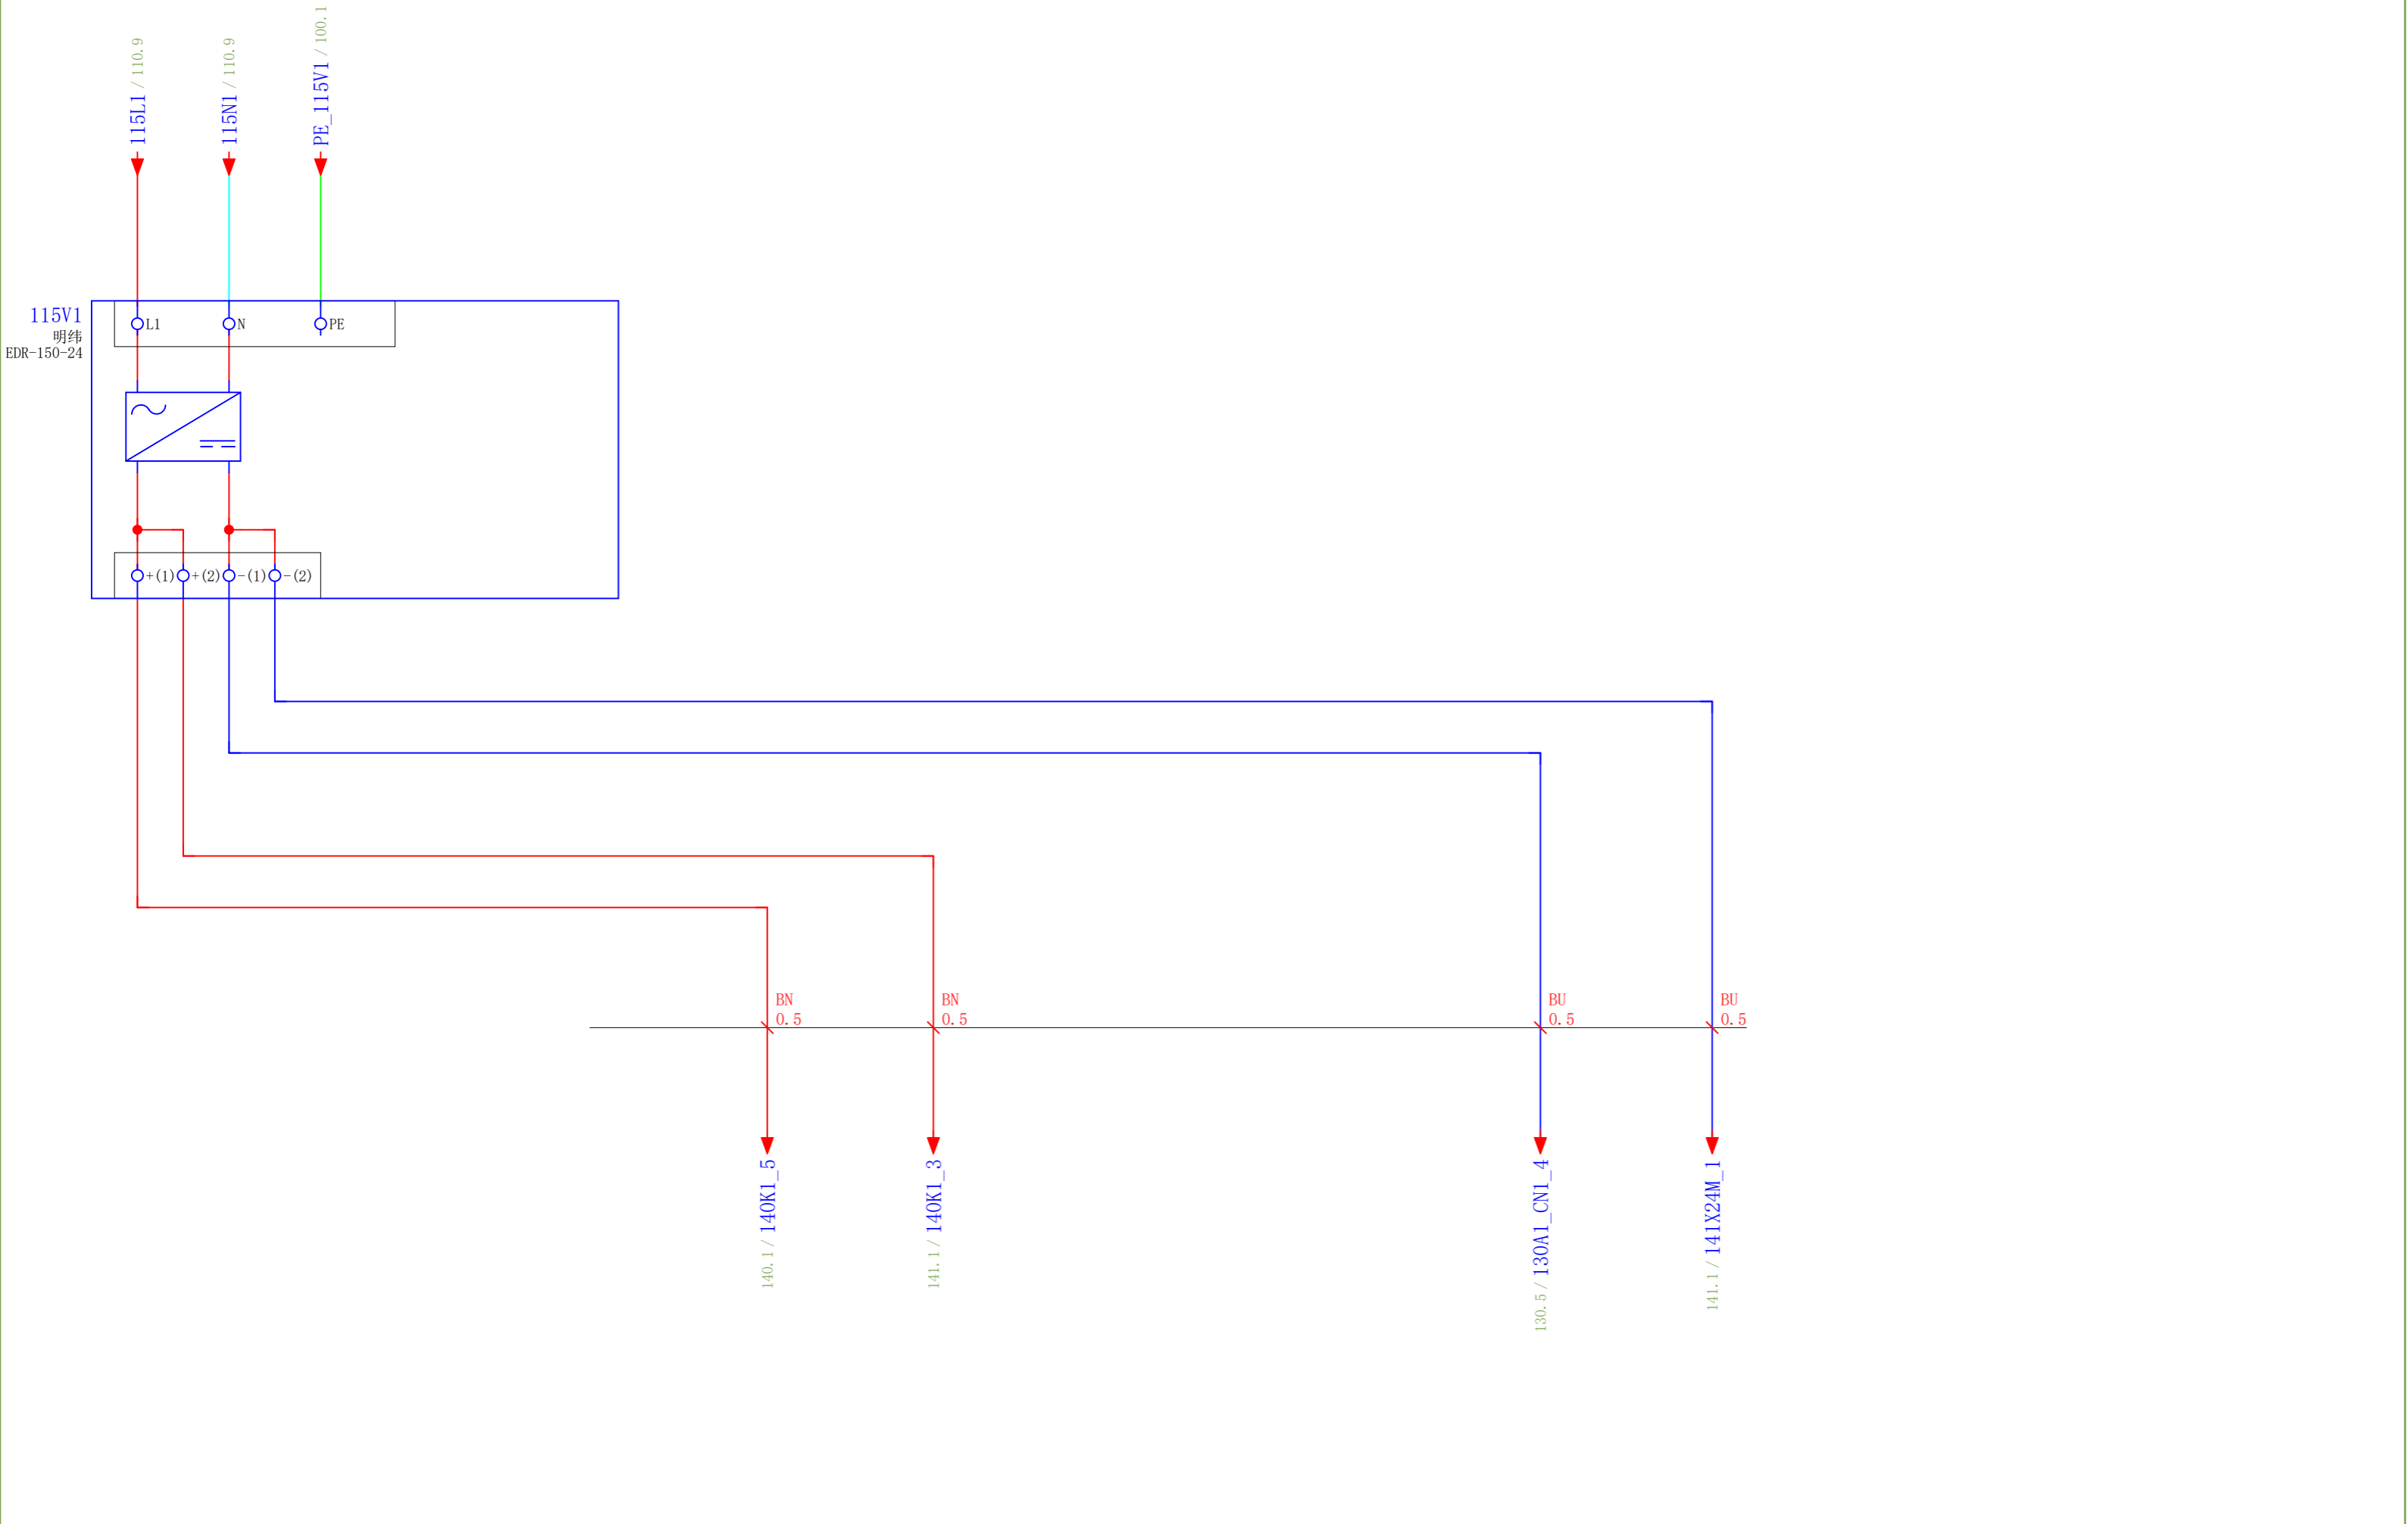 115L1 / 110.9
115N1 / 110.9
PE_115V1 / 100.1
115V1
明纬
EDR-150-24
L1
N
PE
+(1)
+(2)
-(1)
-(2)
BN
0.5
BN
0.5
BU
0.5
BU
0.5
140.1 / 140K1_5
141.1 / 140K1_3
130.5 / 130A1_CN1_4
141.1 / 141X24M_1